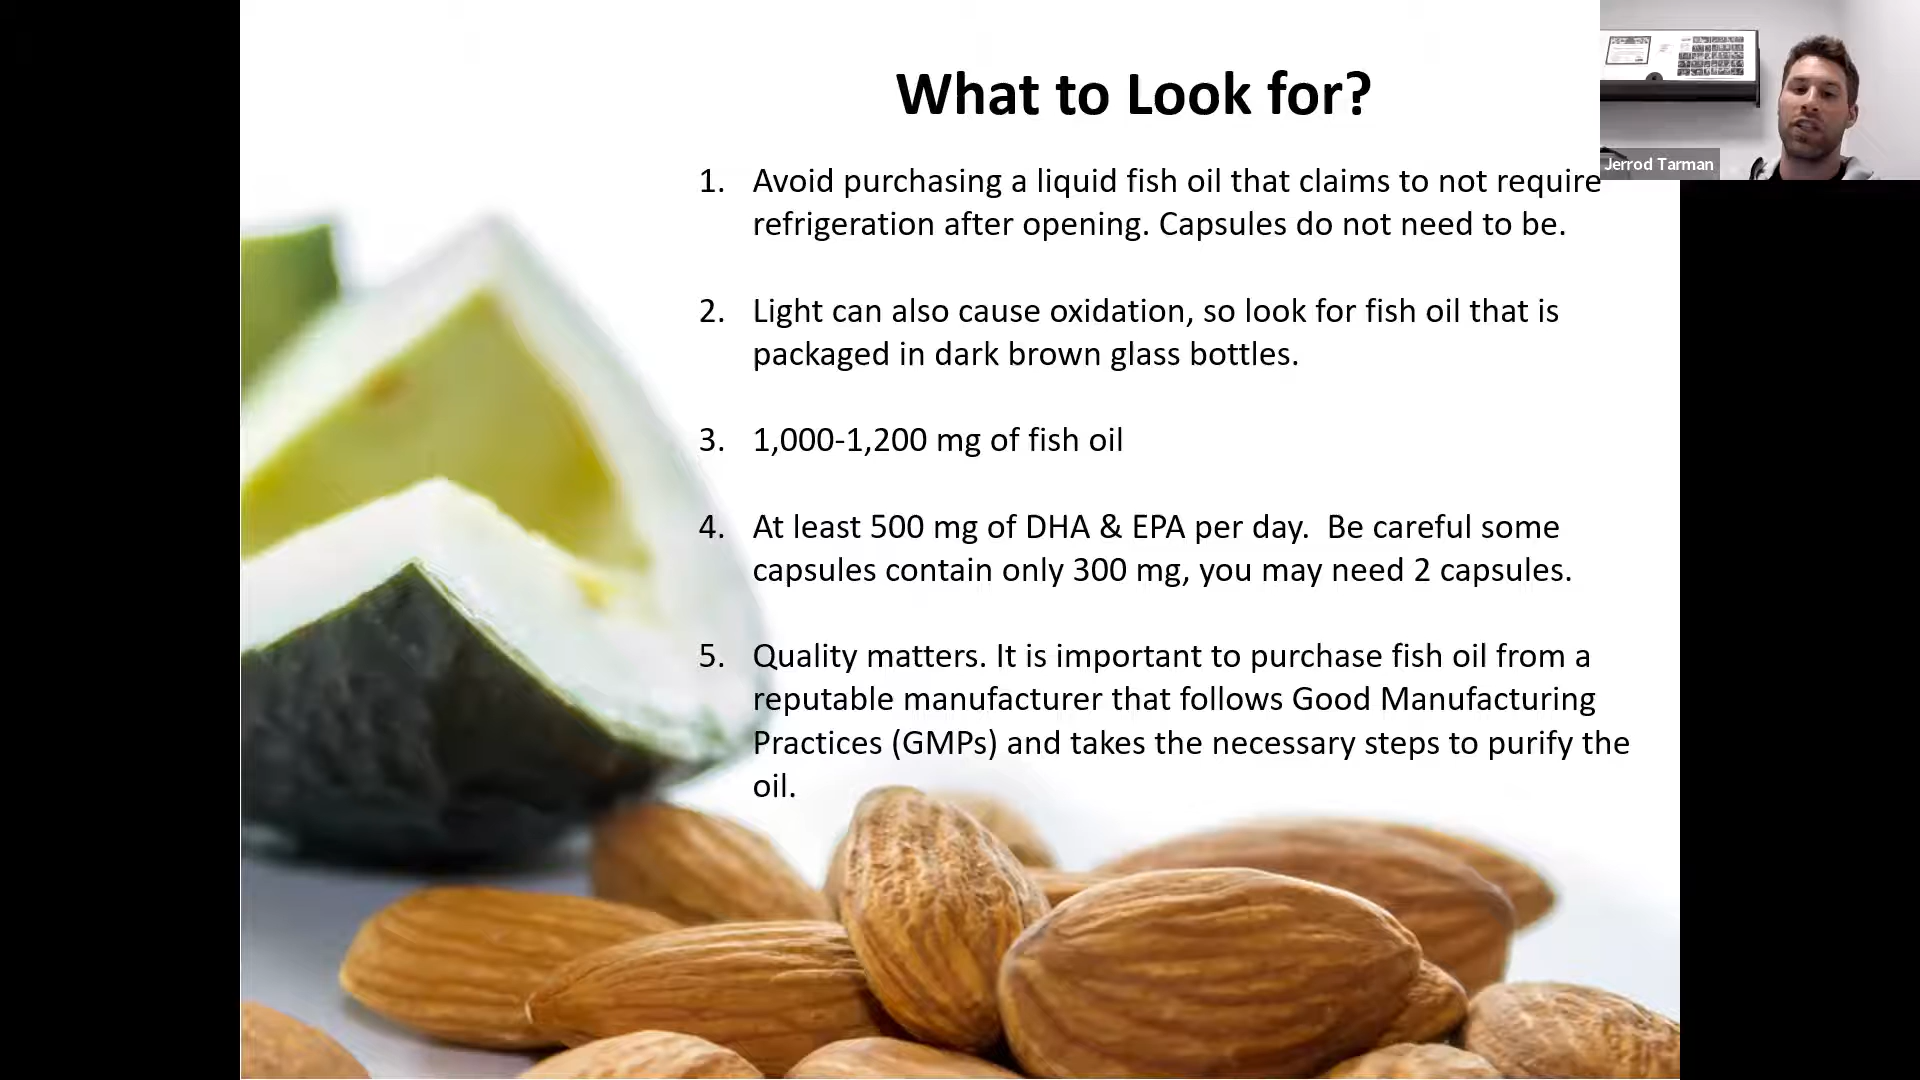 What to Look for?
Jerrod Tarman
1. Avoid purchasing a liquid fish oil that claims to not require
refrigeration after opening. Capsules do not need to be.
2. Light can also cause oxidation, so look for fish oil that is
packaged in dark brown glass bottles.
3. 1,000-1,200 mg of fish oil
4. At least 500 mg of DHA & EPA per day.  Be careful some
capsules contain only 300 mg, you may need 2 capsules.
5. Quality matters. It is important to purchase fish oil from a
reputable manufacturer that follows Good Manufacturing
Practices (GMPs) and takes the necessary steps to purify the
oil.